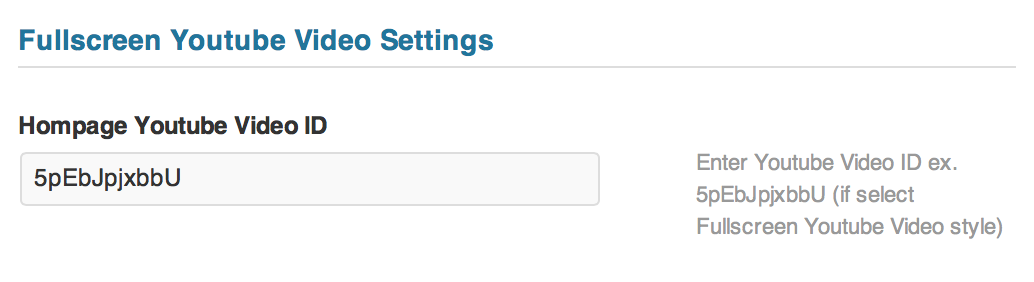 Fullscreen Youtube Video Settings
Hompage Youtube Video ID
5pEbJpjxbbU
Enter Youtube Video ID ex.
5pEbJpjxbbU (if select
Fullscreen Youtube Video style)